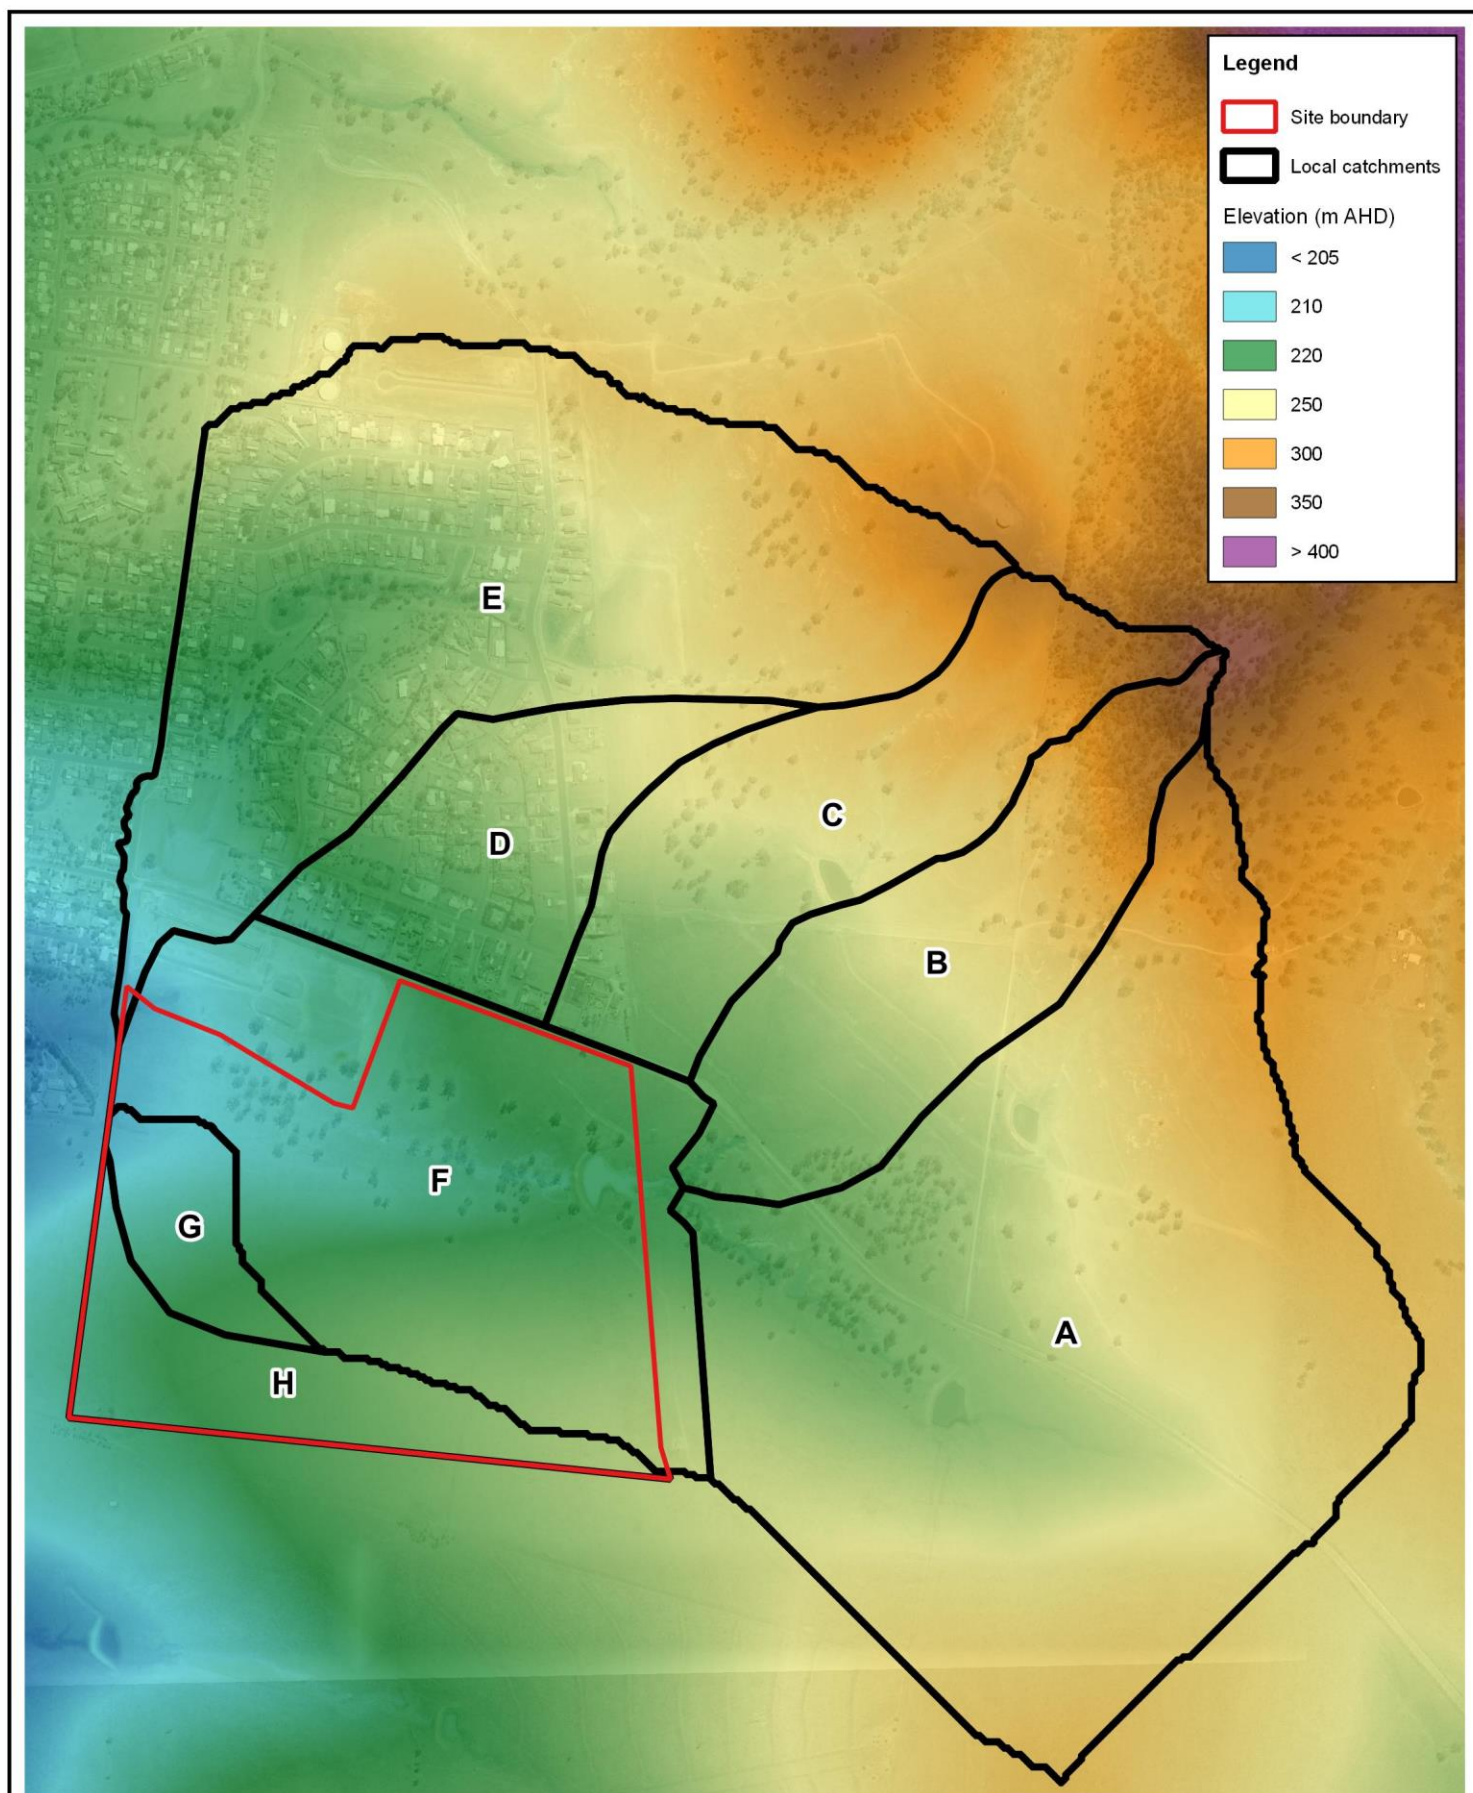 Legend
Site boundary
Local catchments
Elevation (m AHD)
< 205
210
220
250
300
350
> 400
E
D
C
B
F
G
A
H